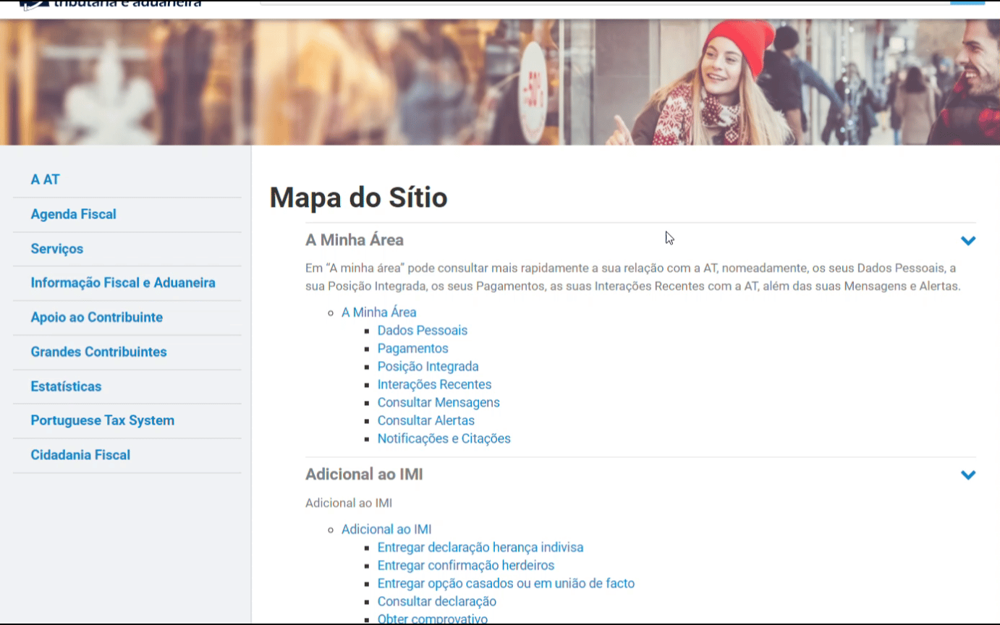 tributária e aduaneira
-50%
A AT
Agenda Fiscal
Serviços
Informação Fiscal e Aduaneira
Apoio ao Contribuinte
Grandes Contribuintes
Estatísticas
Portuguese Tax System
Cidadania Fiscal
Mapa do Sítio
A Minha Área
Em “A minha área” pode consultar mais rapidamente a sua relação com a AT, nomeadamente, os seus Dados Pessoais, a
sua Posição Integrada, os seus Pagamentos, as suas Interações Recentes com a AT, além das suas Mensagens e Alertas.
A Minha Área
Dados Pessoais
Pagamentos
Posição Integrada
Interações Recentes
Consultar Mensagens
Consultar Alertas
Notificações e Citações
Adicional ao IMI
Adicional ao IMI
Adicional ao IMI
Entregar declaração herança indivisa
Entregar confirmação herdeiros
Entregar opção casados ou em união de facto
Consultar declaração
Obter comprovativo